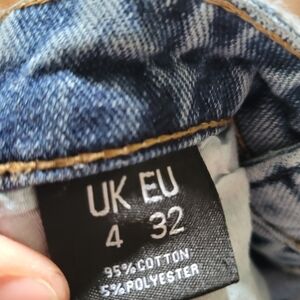 UK EU
4 32
95% COTTON
5% POLYESTER